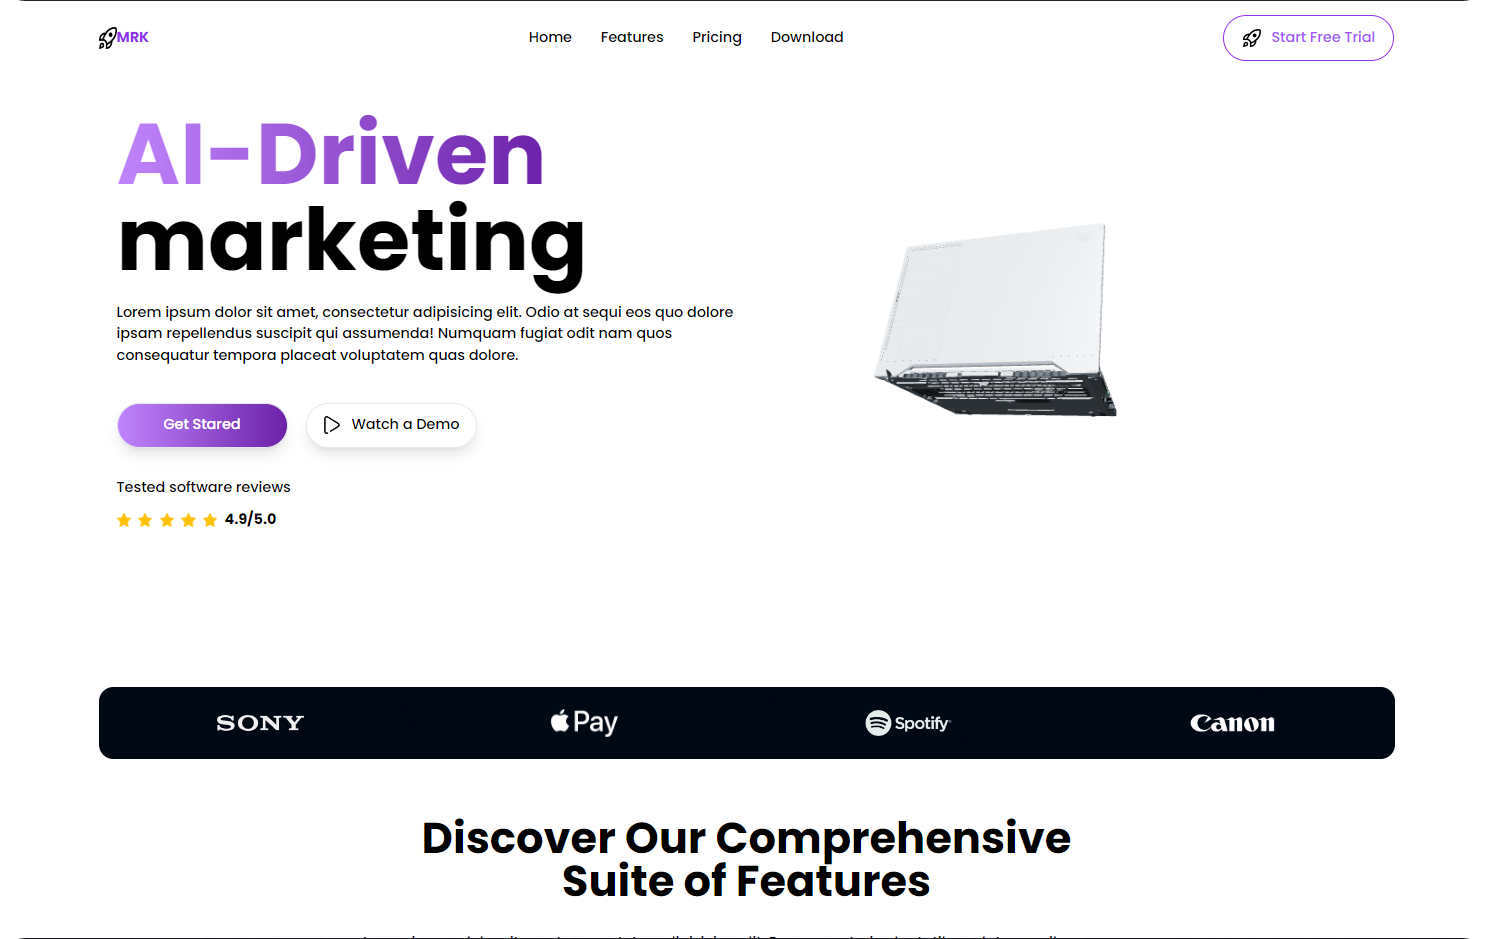 MRK
Home Features Pricing Download
Start Free Trial
AI-Driven
marketing
Lorem ipsum dolor sit amet, consectetur adipisicing elit. Odio at sequi eos quo dolore
ipsam repellendus suscipit qui assumenda! Numquam fugiat odit nam quos
consequatur tempora placeat voluptatem quas dolore.
Get Stared
Watch a Demo
Tested software reviews
4.9/5.0
SONY
Pay
Spotify
Canon
Discover Our Comprehensive
Suite of Features